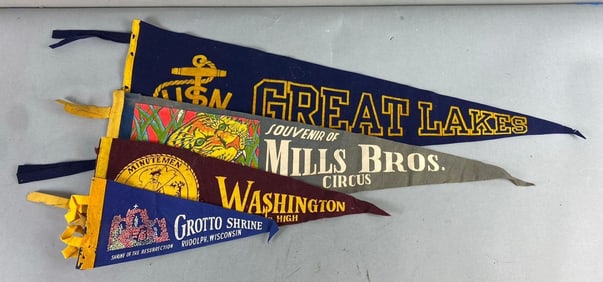 USN
GREAT LAKES
SOUVENIR OF
MILLS BROS.
CIRCUS
MINUTEMEN
WASHINGTON
HIGH
GROTTO SHRINE
RUDOLPH, WISCONSIN
SHRINE OF THE RESURRECTION